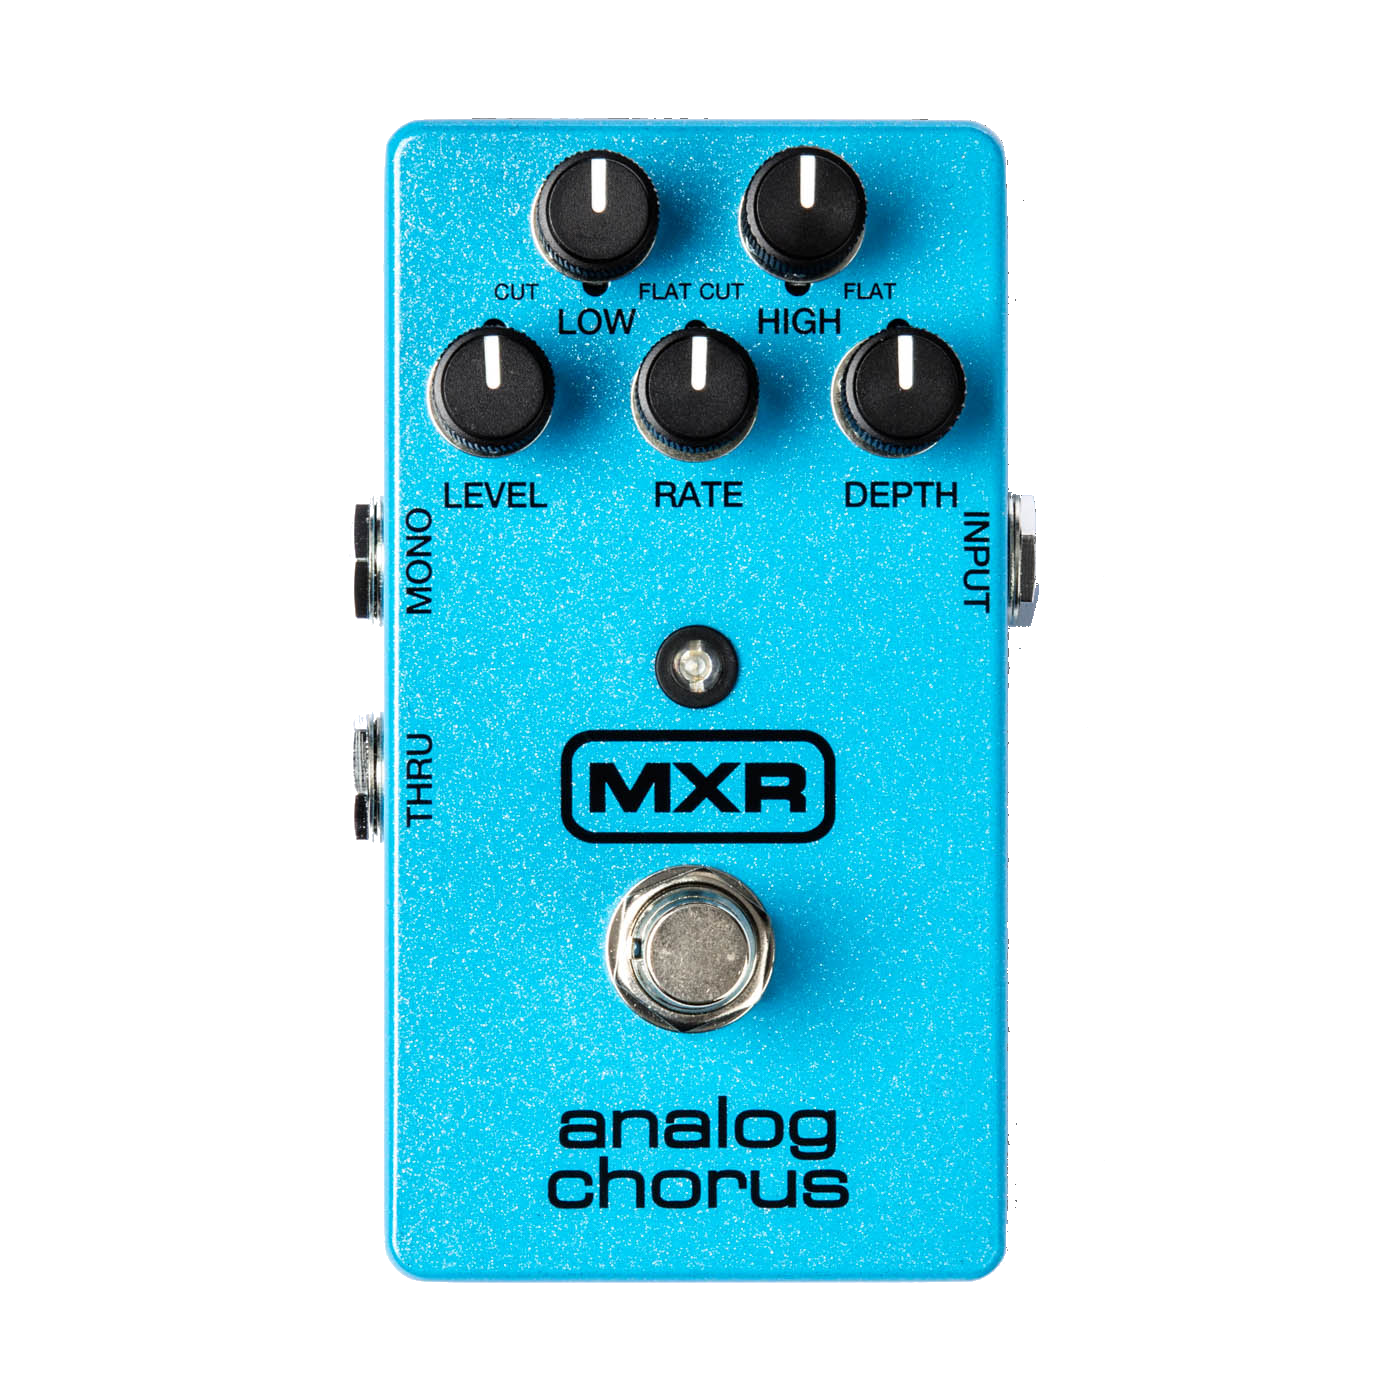 CUT FLAT CUT FLAT
LOW HIGH
LEVEL RATE DEPTH
MONO
INPUT
THRU
MXR
analog
chorus